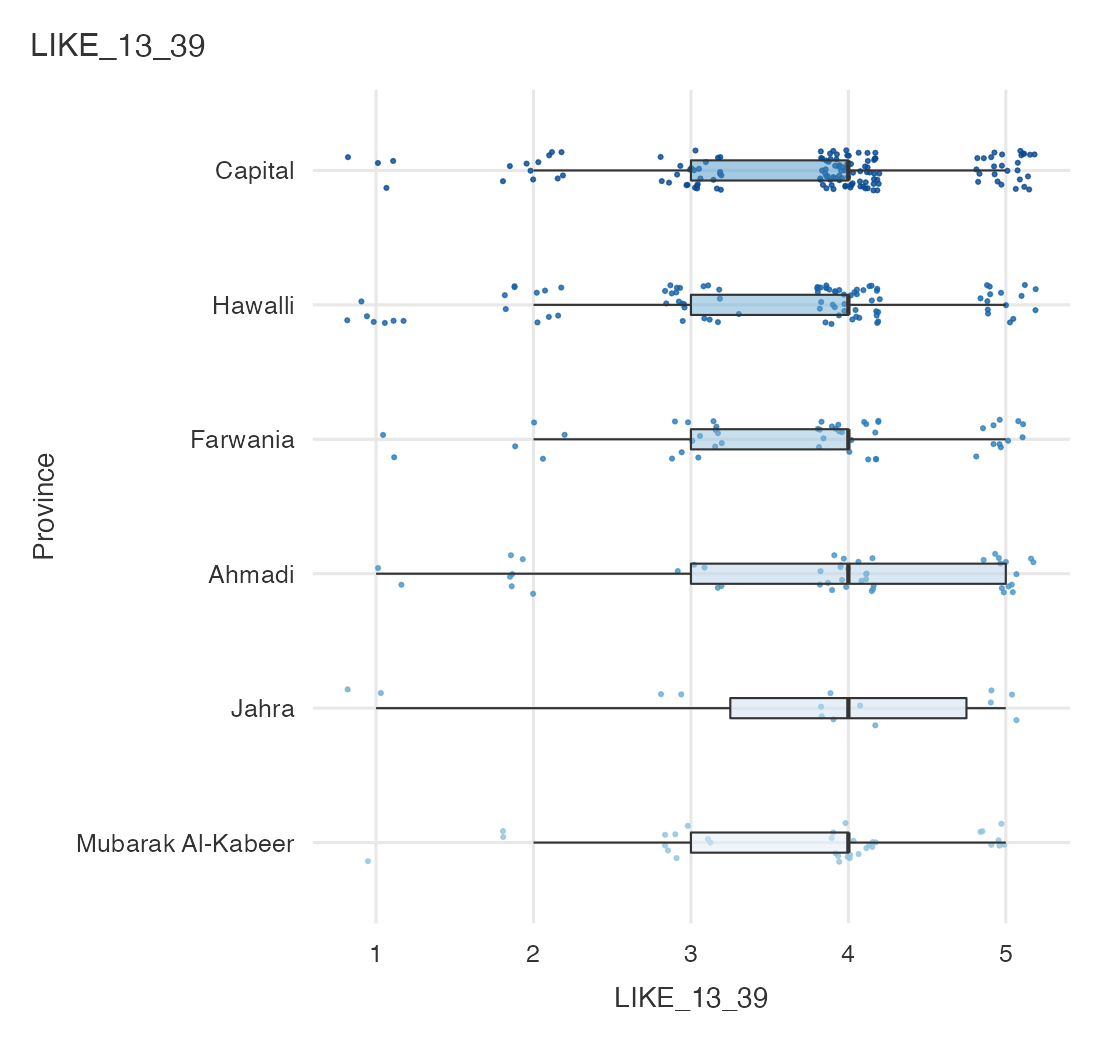 LIKE_13_39
Capital
Hawalli
Farwania
Ahmadi
Jahra
Mubarak Al-Kabeer
Province
1 2 3 4 5
LIKE_13_39